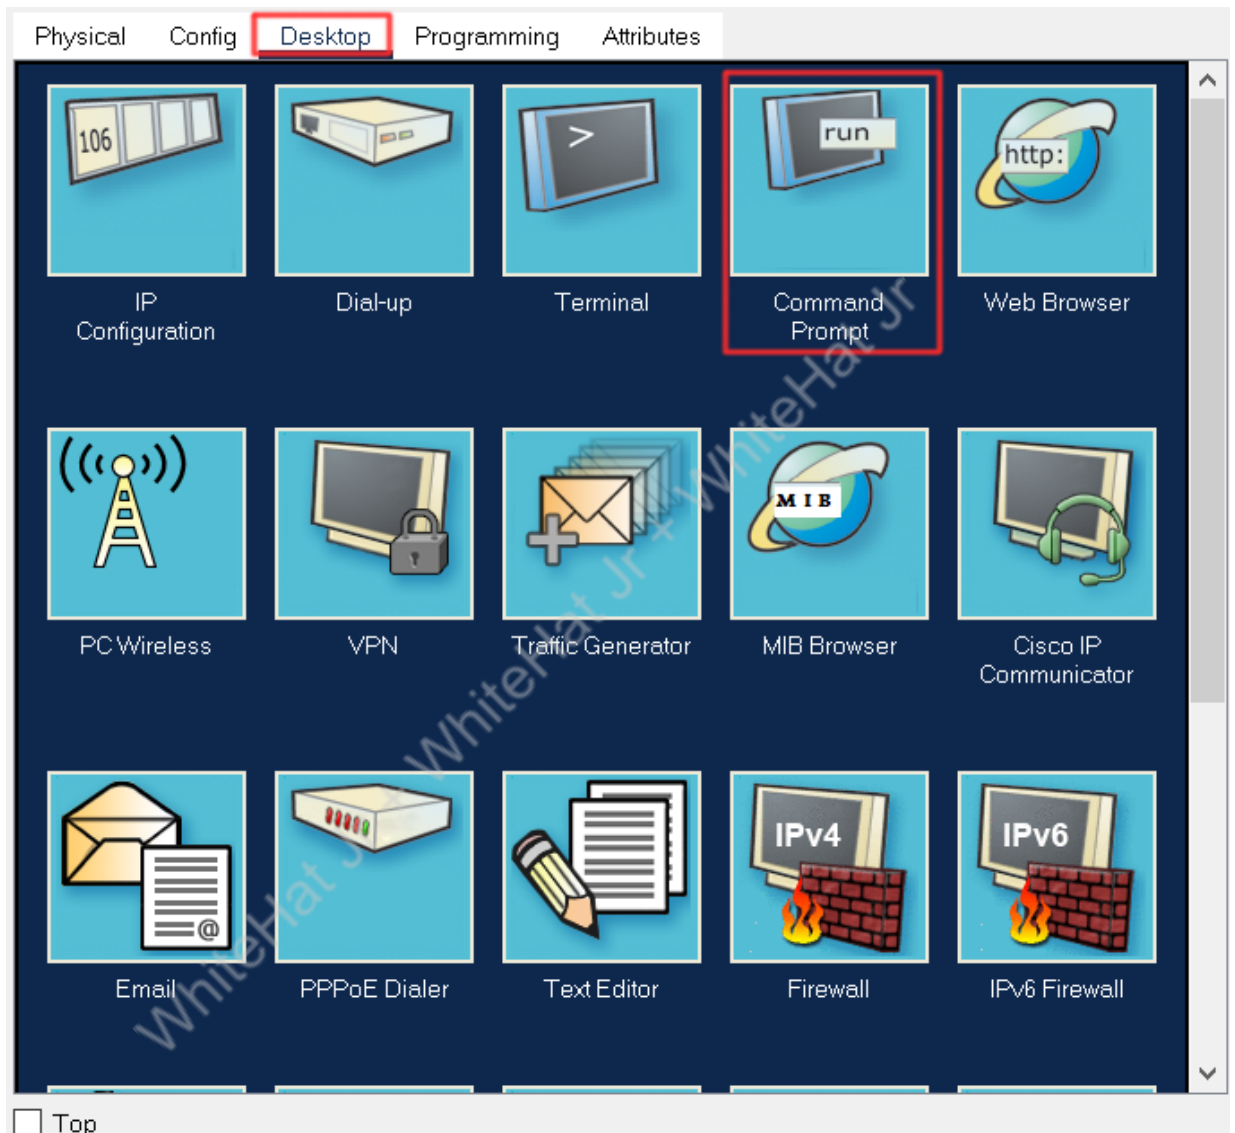 Physical Config Desktop Programming Attributes
106
>
run
http:
IP
Configuration
Dial-up
Terminal
Command
Prompt
Web Browser
MIB
PC Wireless
VPN
Traffic Generator
MIB Browser
Cisco IP
Communicator
@
IPv4
IPv6
Email
PPPoE Dialer
Text Editor
Firewall
IPv6 Firewall
WhiteHat Jr + WhiteHat Jr + WhiteHat Jr
Top